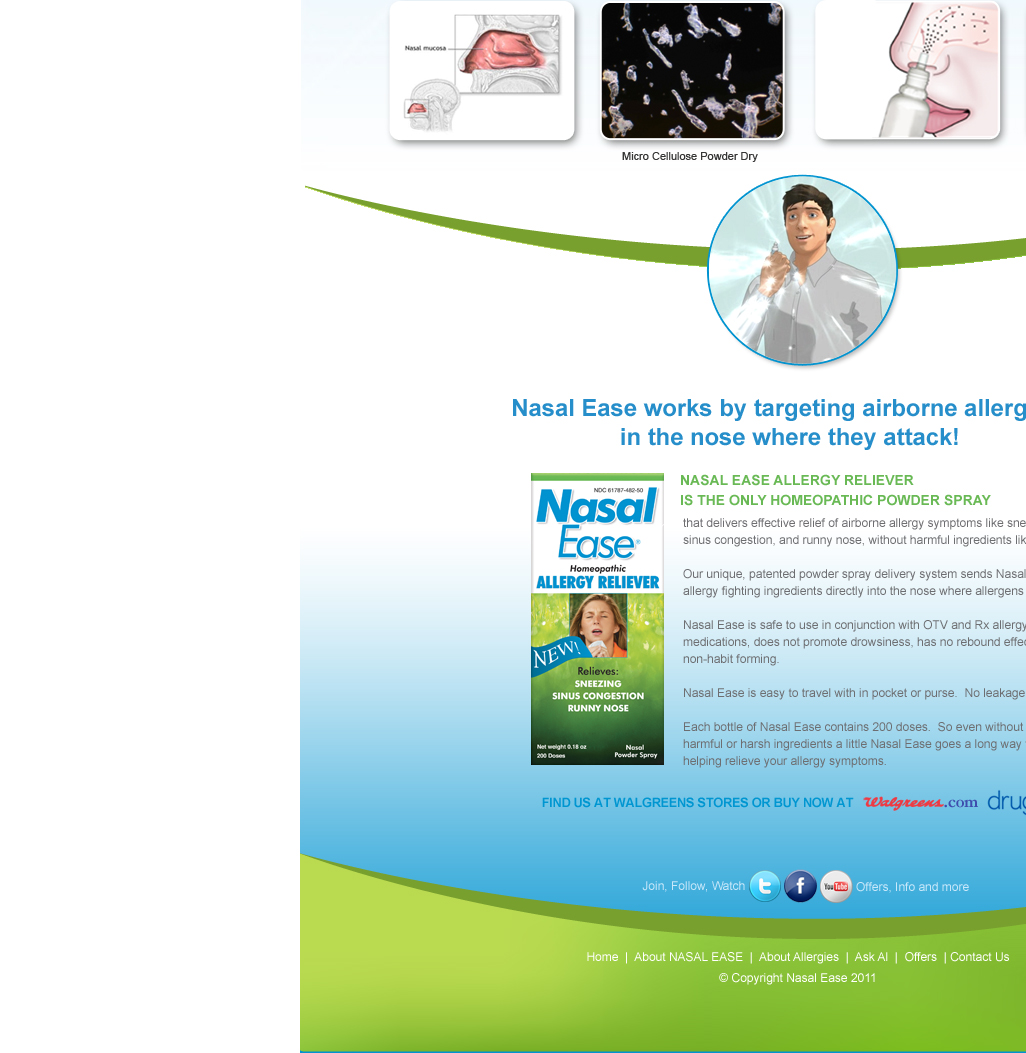 Nasal mucosa
Micro Cellulose Powder Dry
Nasal Ease works by targeting airborne allerg
in the nose where they attack!
NDC 61787-482-50
Nasal
Ease®
Homeopathic
ALLERGY RELIEVER
NEW!
Relieves:
SNEEZING
SINUS CONGESTION
RUNNY NOSE
Net weight 0.18 oz
200 Doses
Nasal
Powder Spray
NASAL EASE ALLERGY RELIEVER
IS THE ONLY HOMEOPATHIC POWDER SPRAY
that delivers effective relief of airborne allergy symptoms like sne
sinus congestion, and runny nose, without harmful ingredients lik
Our unique, patented powder spray delivery system sends Nasal
allergy fighting ingredients directly into the nose where allergens
Nasal Ease is safe to use in conjunction with OTV and Rx allergy
medications, does not promote drowsiness, has no rebound effec
non-habit forming.
Nasal Ease is easy to travel with in pocket or purse.  No leakage
Each bottle of Nasal Ease contains 200 doses.  So even without
harmful or harsh ingredients a little Nasal Ease goes a long way
helping relieve your allergy symptoms.
FIND US AT WALGREENS STORES OR BUY NOW AT Walgreens.com drug
Join, Follow, Watch t f You Tube Offers, Info and more
Home | About NASAL EASE | About Allergies | Ask Al | Offers | Contact Us
© Copyright Nasal Ease 2011